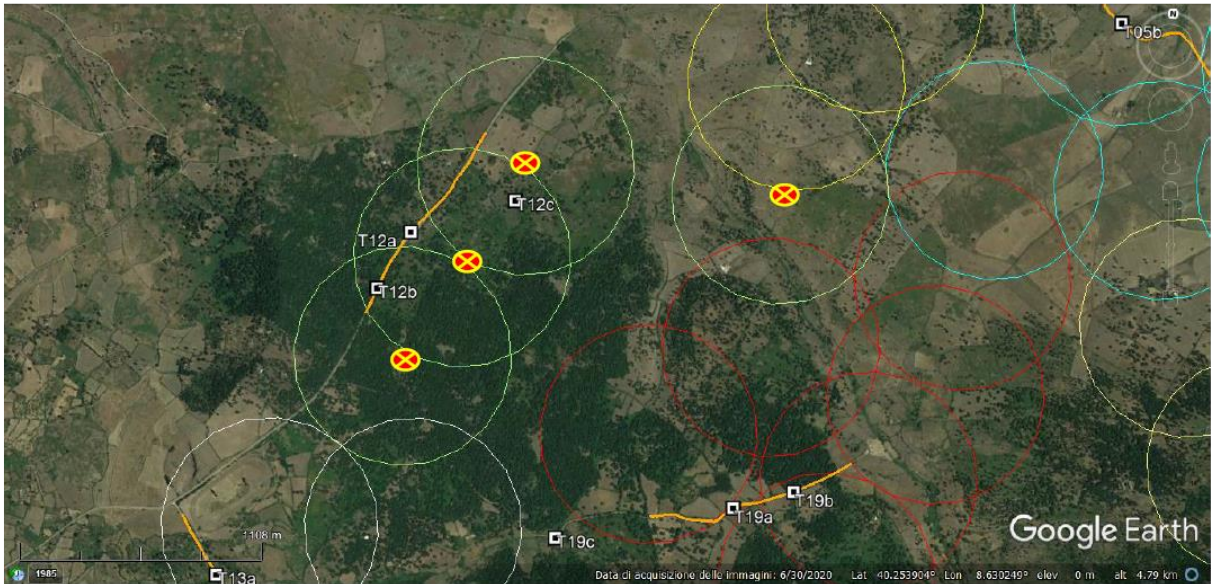 N
T05b
T12c
T12a
T12b
T19b
T19a
T19c
Google Earth
1108 m
T13a
1985
Data di acquisizione delle immagini: 6/30/2020 Lat 40.253904° Lon 8.630249° elev 0 m alt 4.79 km